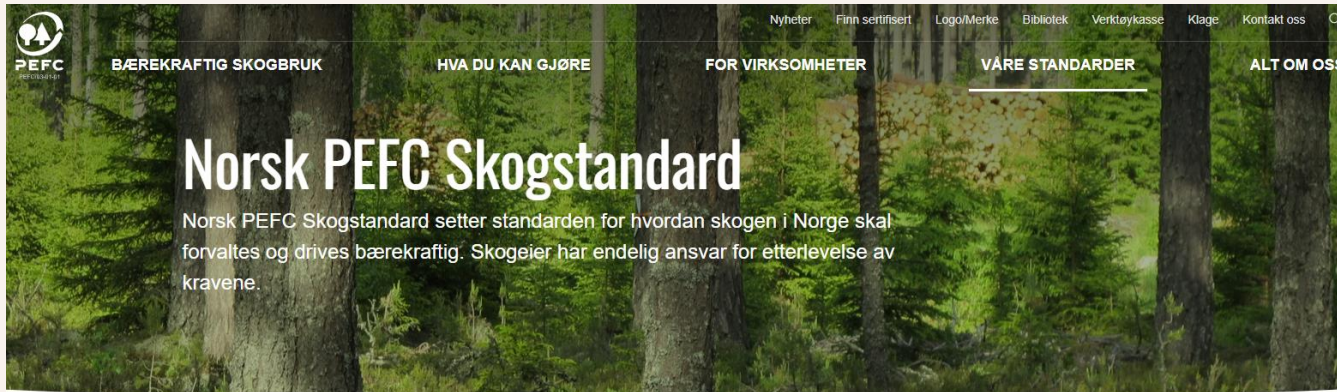 Nyheter Finn sertifisert Logo/Merke Bibliotek Verktøykasse Klage Kontakt oss
PEFC
BÆREKRAFTIG SKOGBRUK HVA DU KAN GJØRE FOR VIRKSOMHETER VÅRE STANDARDER ALT OM OSS
Norsk PEFC Skogstandard
Norsk PEFC Skogstandard setter standarden for hvordan skogen i Norge skal
forvaltes og drives bærekraftig. Skogeier har endelig ansvar for etterlevelse av
kravene.